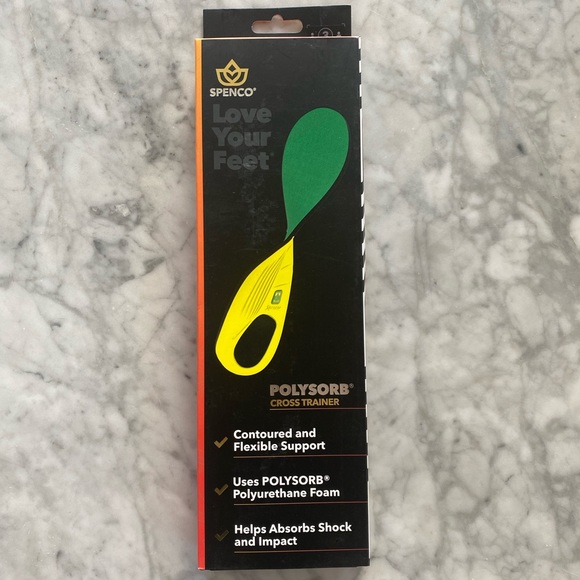 3
SPENCO®
Love
Your
Feet®
POLYSORB®
CROSS TRAINER
Contoured and
Flexible Support
Uses POLYSORB®
Polyurethane Foam
Helps Absorbs Shock
and Impact